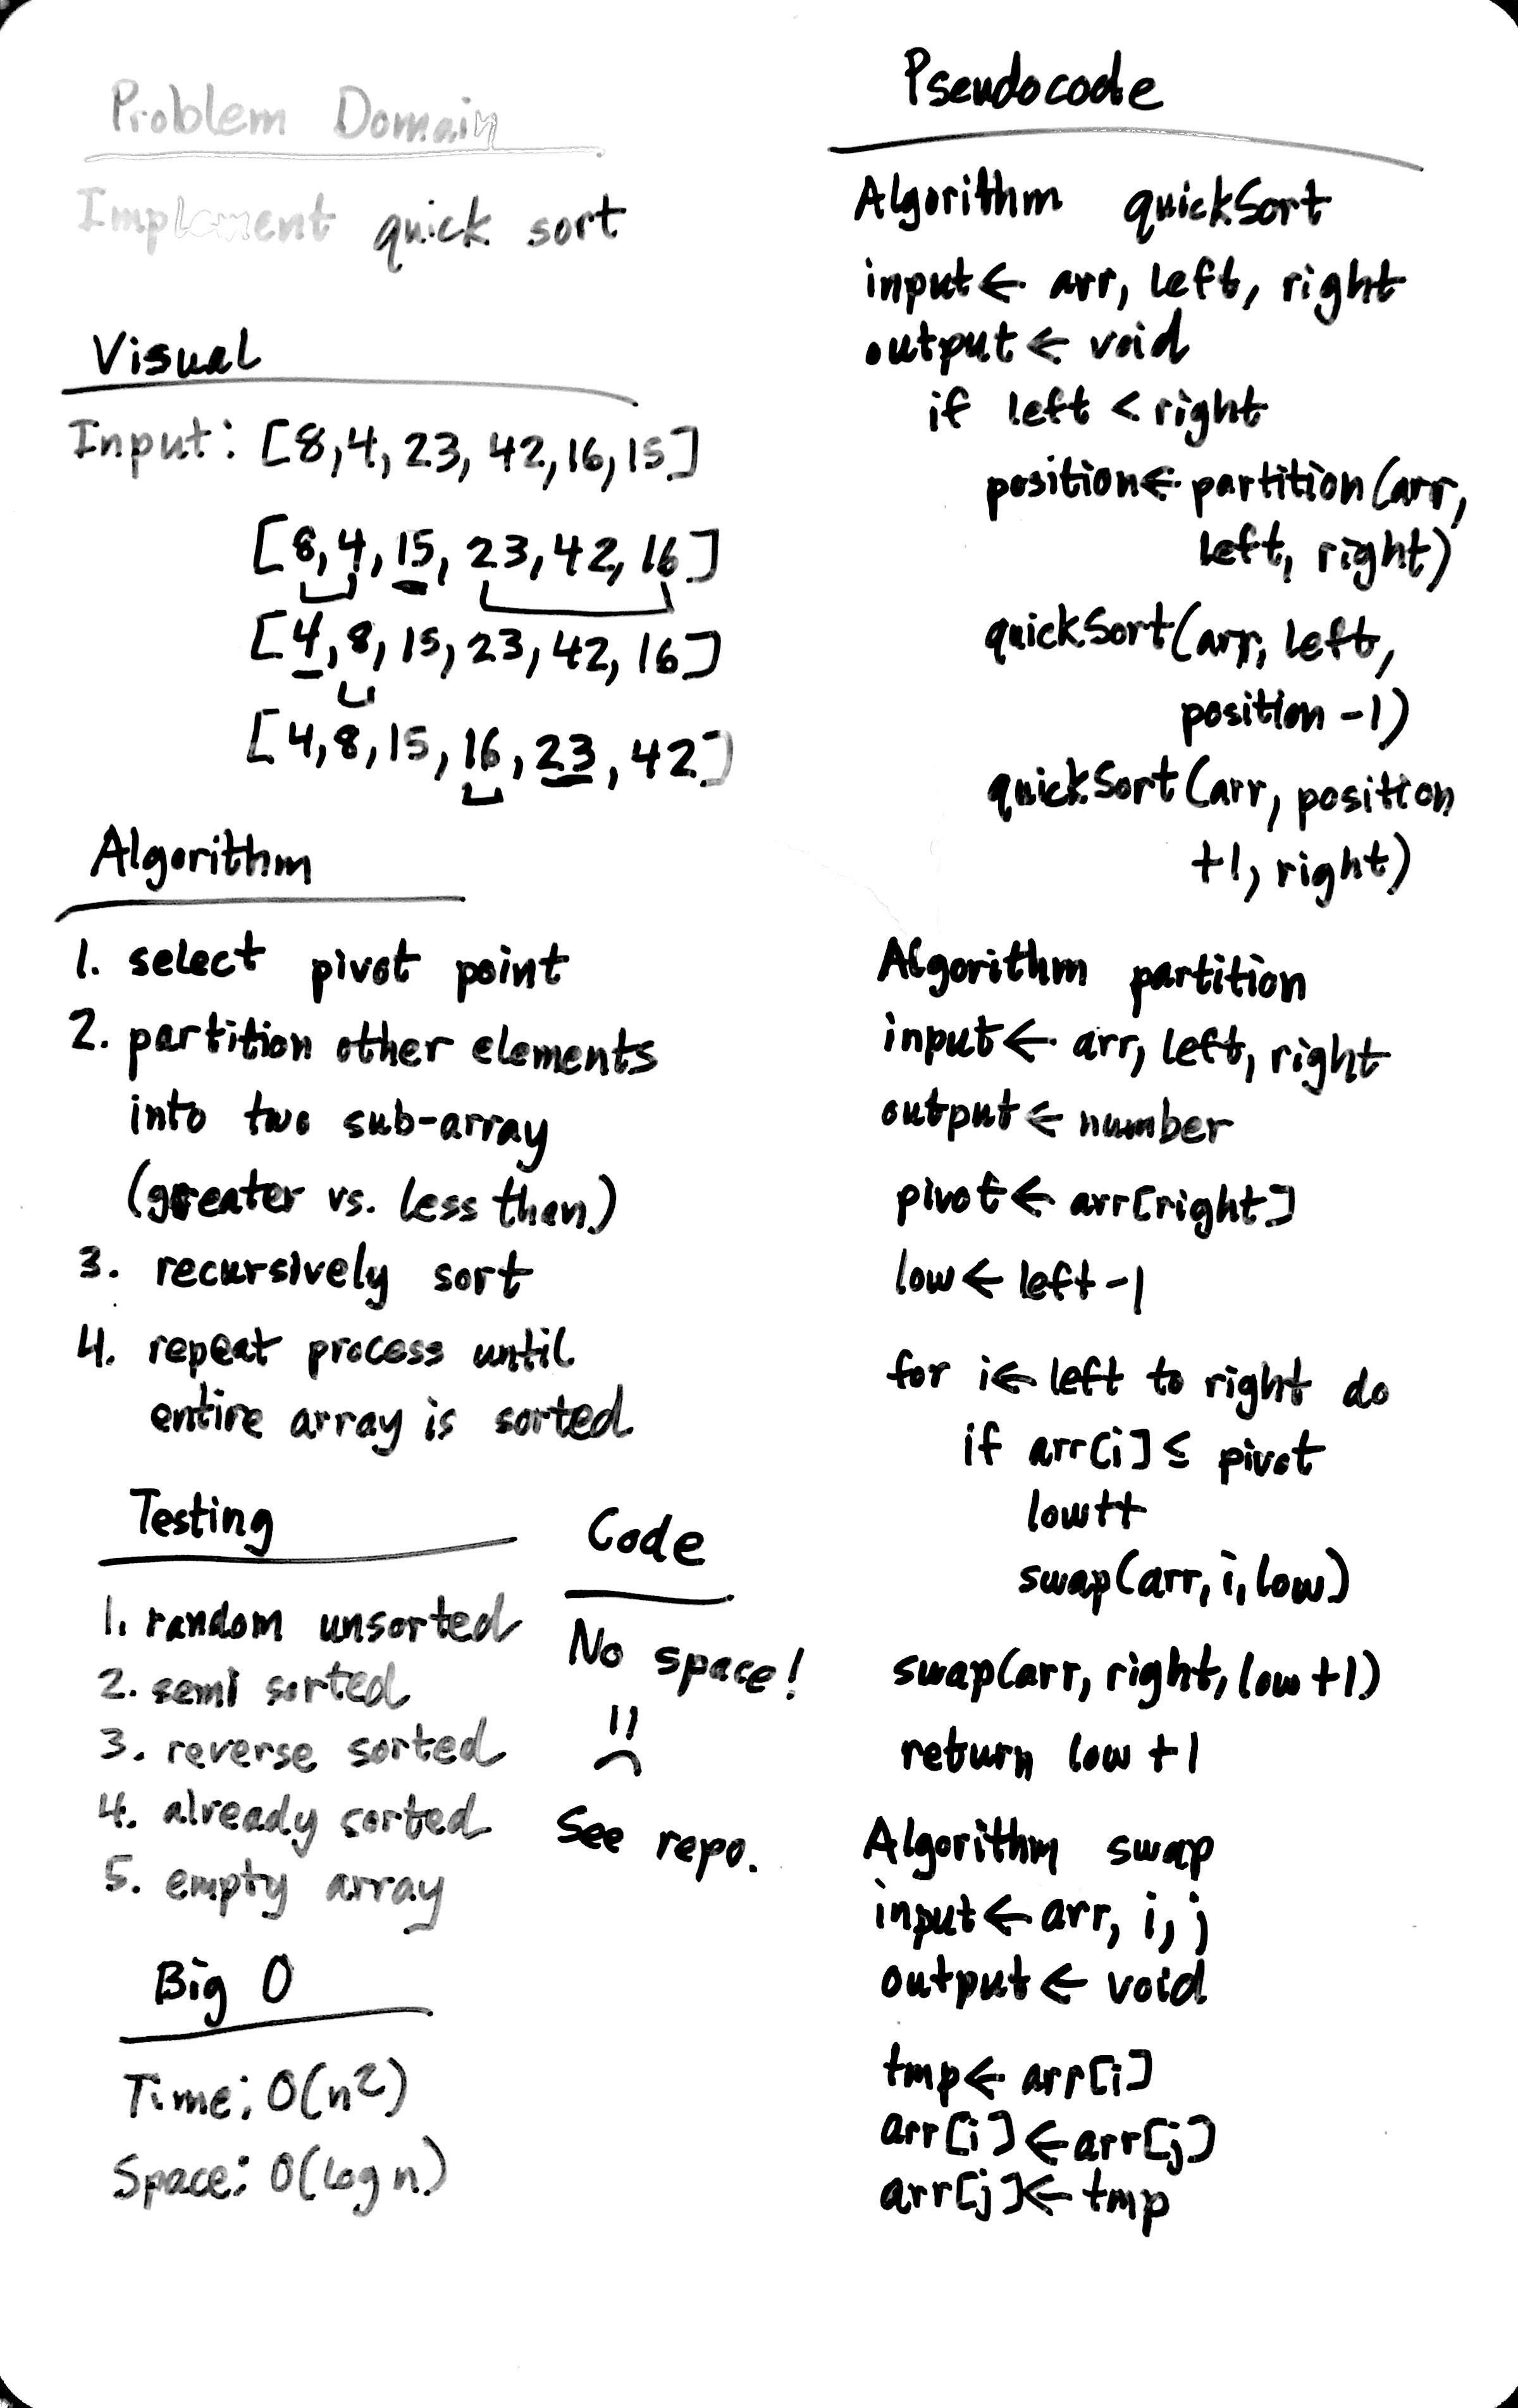 Problem Domain
Implement quick sort
Visual
Input: [8,4,23,42,16,15]
[8,4,15,23,42,16]
[4,8,15,23,42,16]
[4,8,15,16,23,42]
Algorithm
1. select pivot point
2. partition other elements
into two sub-array
(greater vs. less than)
3. recursively sort
4. repeat process until
entire array is sorted
Testing
1. random unsorted
2. semi sorted
3. reverse sorted
4. already sorted
5. empty array
Code
No space!
See repo.
Big O
Time: O(n²)
Space: O(log n)
Pseudocode
Algorithm quickSort
input ← arr, left, right
output ← void
if left < right
position ← partition(arr,
left, right)
quickSort(arr, left,
position -1)
quickSort(arr, position
+1, right)
Algorithm partition
input ← arr, left, right
output ← number
pivot ← arr[right]
low ← left -1
for i ← left to right do
if arr[i] ≤ pivot
low++
swap(arr, i, low)
swap(arr, right, low +1)
return low +1
Algorithm swap
input ← arr, i, j
output ← void
tmp ← arr[i]
arr[i] ← arr[j]
arr[j] ← tmp